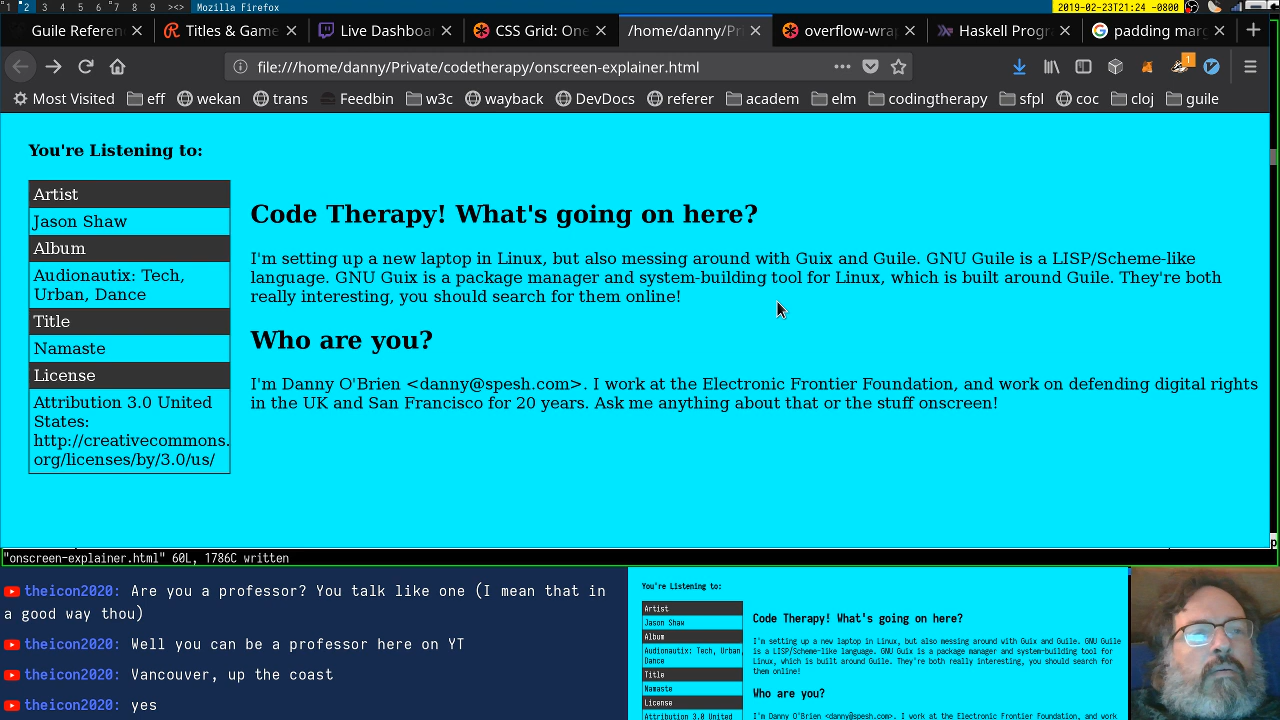 1 2 3 4 5 6 7 8 9 ><> Mozilla Firefox 2019-02-23T21:24 -0800
Guile Referen Titles & Game Live Dashboa CSS Grid: One /home/danny/Pri overflow-wrap Haskell Progra padding marg
file:///home/danny/Private/codetherapy/onscreen-explainer.html 1
Most Visited eff wekan trans Feedbin w3c wayback DevDocs referer academ elm codingtherapy sfpl coc cloj guile
You're Listening to:
Artist
Jason Shaw
Album
Audionautix: Tech,
Urban, Dance
Title
Namaste
License
Attribution 3.0 United
States:
http://creativecommons.
org/licenses/by/3.0/us/
Code Therapy! What's going on here?
I'm setting up a new laptop in Linux, but also messing around with Guix and Guile. GNU Guile is a LISP/Scheme-like
language. GNU Guix is a package manager and system-building tool for Linux, which is built around Guile. They're both
really interesting, you should search for them online!
Who are you?
I'm Danny O'Brien <danny@spesh.com>. I work at the Electronic Frontier Foundation, and work on defending digital rights
in the UK and San Francisco for 20 years. Ask me anything about that or the stuff onscreen!
"onscreen-explainer.html" 60L, 1786C written
theicon2020: Are you a professor? You talk like one (I mean that in
a good way thou)
theicon2020: Well you can be a professor here on YT
theicon2020: Vancouver, up the coast
theicon2020: yes
You're Listening to:
Artist
Jason Shaw
Album
Audionautix: Tech, Urban,
Dance
Title
Namaste
License
Attribution 3.0 United
Code Therapy! What's going on here?
I'm setting up a new laptop in Linux, but also messing around with Guix and Guile. GNU Guile
is a LISP/Scheme-like language. GNU Guix is a package manager and system-building tool for
Linux, which is built around Guile. They're both really interesting, you should search for
them online!
Who are you?
I'm Danny O'Brien <danny@spesh.com>. I work at the Electronic Frontier Foundation, and work